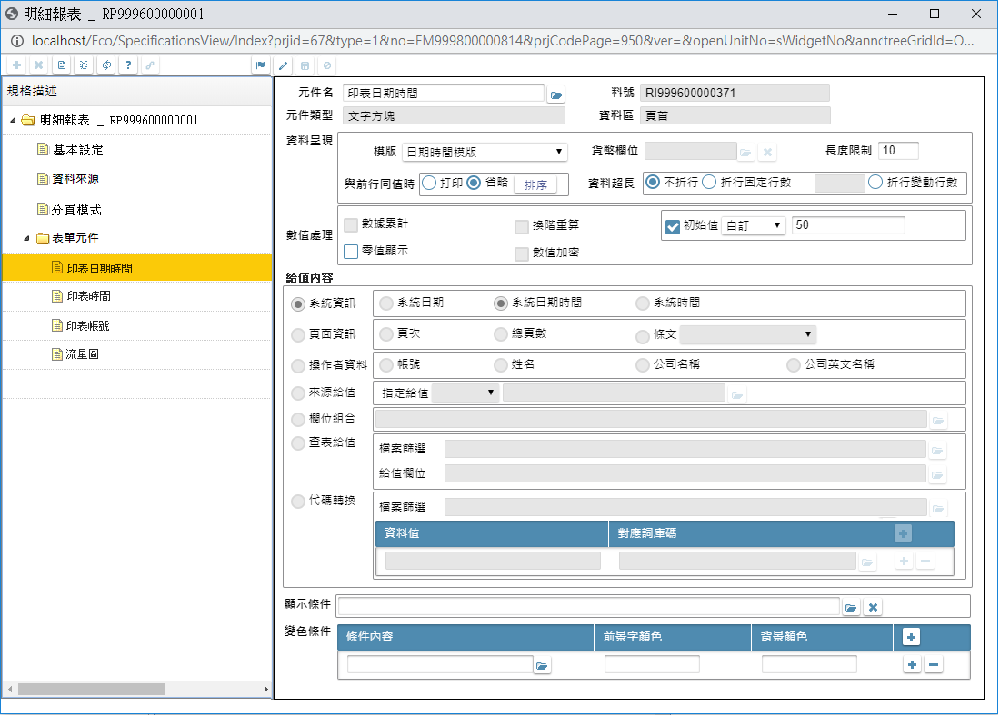 明細報表 _ RP999600000001
localhost/Eco/SpecificationsView/Index?prjid=67&type=1&no=FM999800000814&prjCodePage=950&ver=&openUnitNo=sWidgetNo&annctreeGridId=O...
規格描述
明細報表 _ RP999600000001
基本設定
資料來源
分頁模式
表單元件
印表日期時間
印表時間
印表帳號
流量圖
元件名 印表日期時間 料號 RI999600000371
元件類型 文字方塊 資料區 頁首
資料呈現
模版 日期時間模版 貨幣欄位 長度限制 10
與前行同值時 打印 省略 排序 資料超長 不折行 折行固定行數 折行變動行數
數值處理
數據累計 換階重算 初始值 自訂 50
零值顯示 數值加密
給值內容
系統資訊 系統日期 系統日期時間 系統時間
頁面資訊 頁次 總頁數 條文
操作者資料 帳號 姓名 公司名稱 公司英文名稱
來源給值 指定給值
欄位組合
查表給值 檔案篩選
給值欄位
代碼轉換 檔案篩選
資料值 對應詞庫碼
顯示條件
變色條件 條件內容 前景字顏色 背景顏色